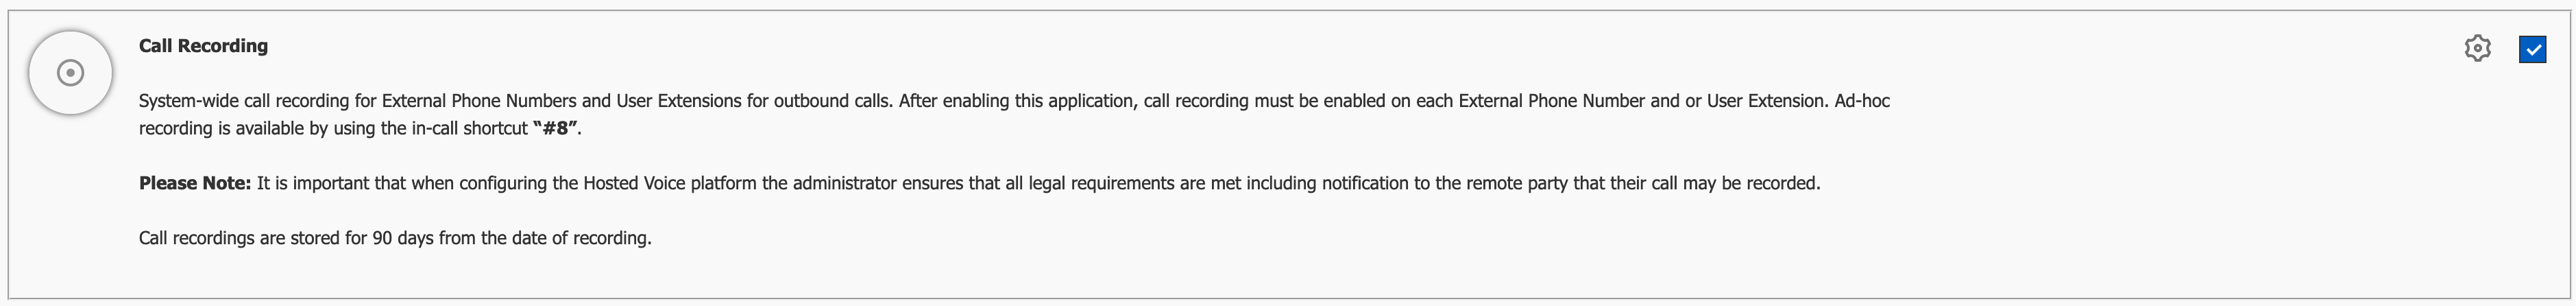 Call Recording
System-wide call recording for External Phone Numbers and User Extensions for outbound calls. After enabling this application, call recording must be enabled on each External Phone Number and or User Extension. Ad-hoc
recording is available by using the in-call shortcut “#8”.
Please Note: It is important that when configuring the Hosted Voice platform the administrator ensures that all legal requirements are met including notification to the remote party that their call may be recorded.
Call recordings are stored for 90 days from the date of recording.